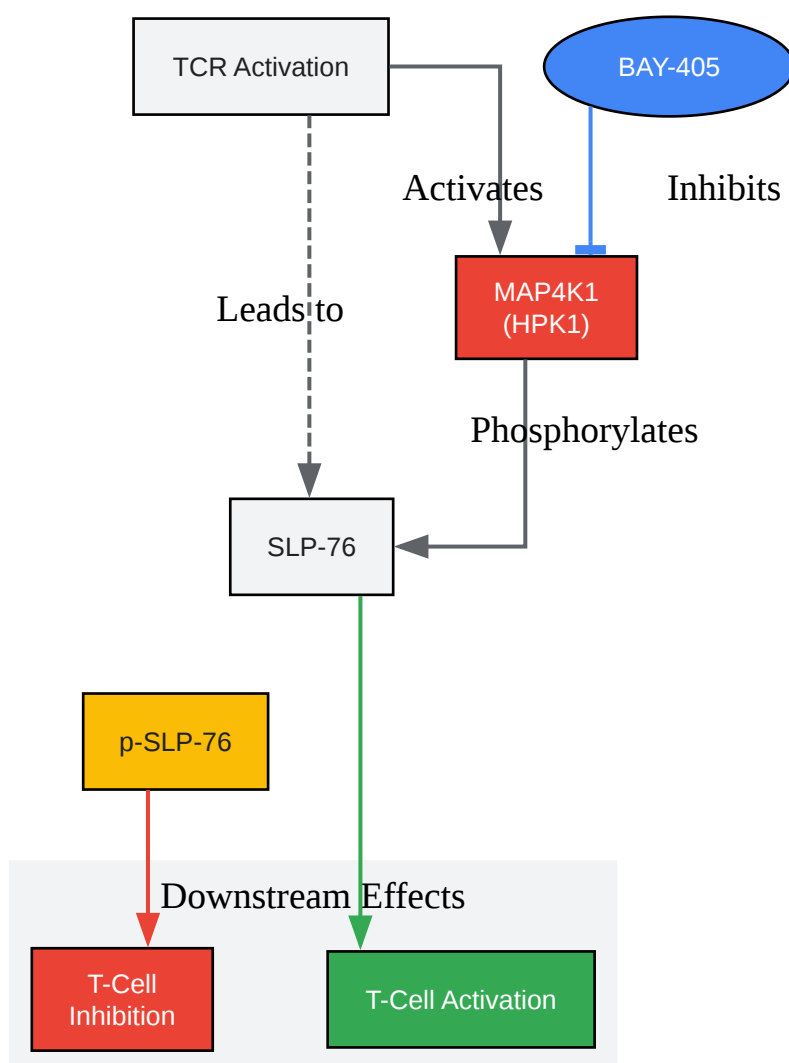 TCR Activation
BAY-405
Activates
Inhibits
MAP4K1
(HPK1)
Leads to
Phosphorylates
SLP-76
p-SLP-76
Downstream Effects
T-Cell
Inhibition
T-Cell Activation